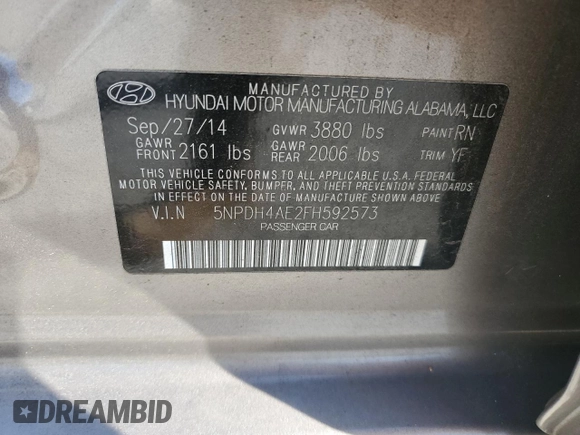 MANUFACTURED BY
HYUNDAI MOTOR MANUFACTURING ALABAMA, LLC
Sep/27/14 GVWR 3880 lbs PAINT RN
GAWR FRONT 2161 lbs GAWR REAR 2006 lbs TRIM YF
THIS VEHICLE CONFORMS TO ALL APPLICABLE U.S.A. FEDERAL
MOTOR VEHICLE SAFETY, BUMPER, AND THEFT PREVENTION STANDARDS
IN EFFECT ON THE DATE OF MANUFACTURE SHOWN ABOVE.
V.I.N 5NPDH4AE2FH592573
PASSENGER CAR
DREAMBID